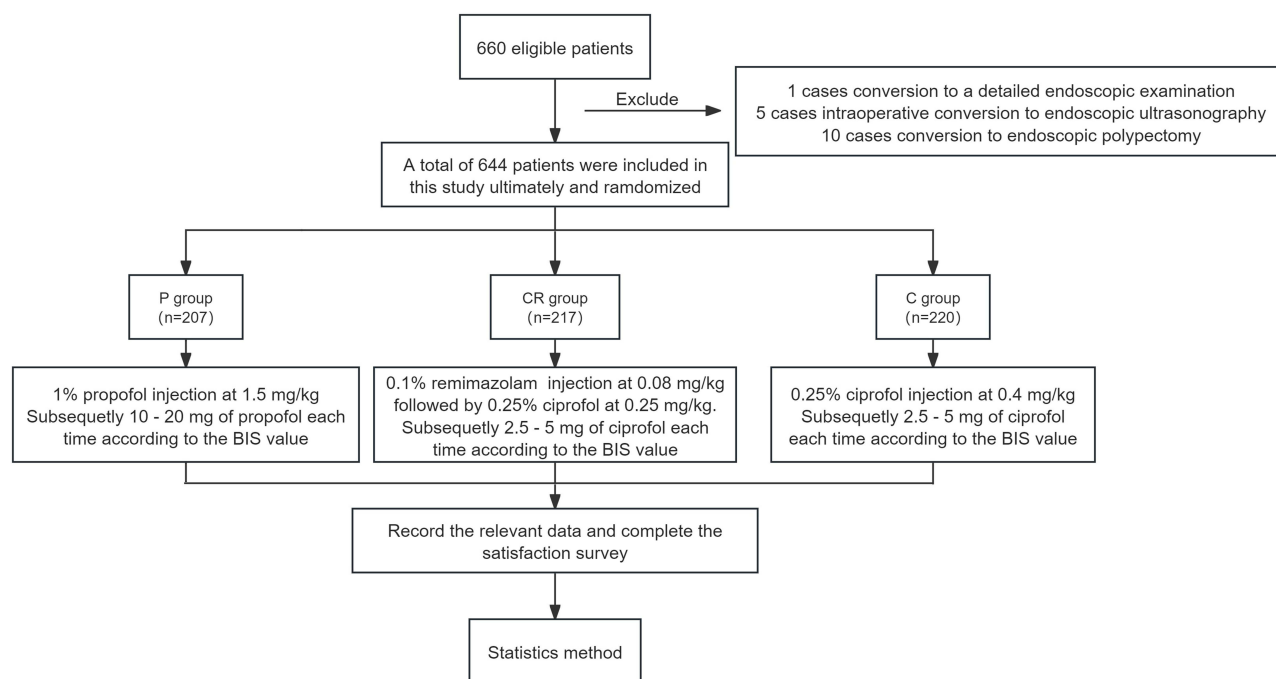 660 eligible patients
Exclude
1 cases conversion to a detailed endoscopic examination
5 cases intraoperative conversion to endoscopic ultrasonography
10 cases conversion to endoscopic polypectomy
A total of 644 patients were included in
this study ultimately and ramdomized
P group
(n=207)
CR group
(n=217)
C group
(n=220)
1% propofol injection at 1.5 mg/kg
Subsequetly 10 - 20 mg of propofol each
time according to the BIS value
0.1% remimazolam  injection at 0.08 mg/kg
followed by 0.25% ciprofol at 0.25 mg/kg.
Subsequetly 2.5 - 5 mg of ciprofol each
time according to the BIS value
0.25% ciprofol injection at 0.4 mg/kg
Subsequetly 2.5 - 5 mg of ciprofol
each time according to the BIS value
Record the relevant data and complete the
satisfaction survey
Statistics method